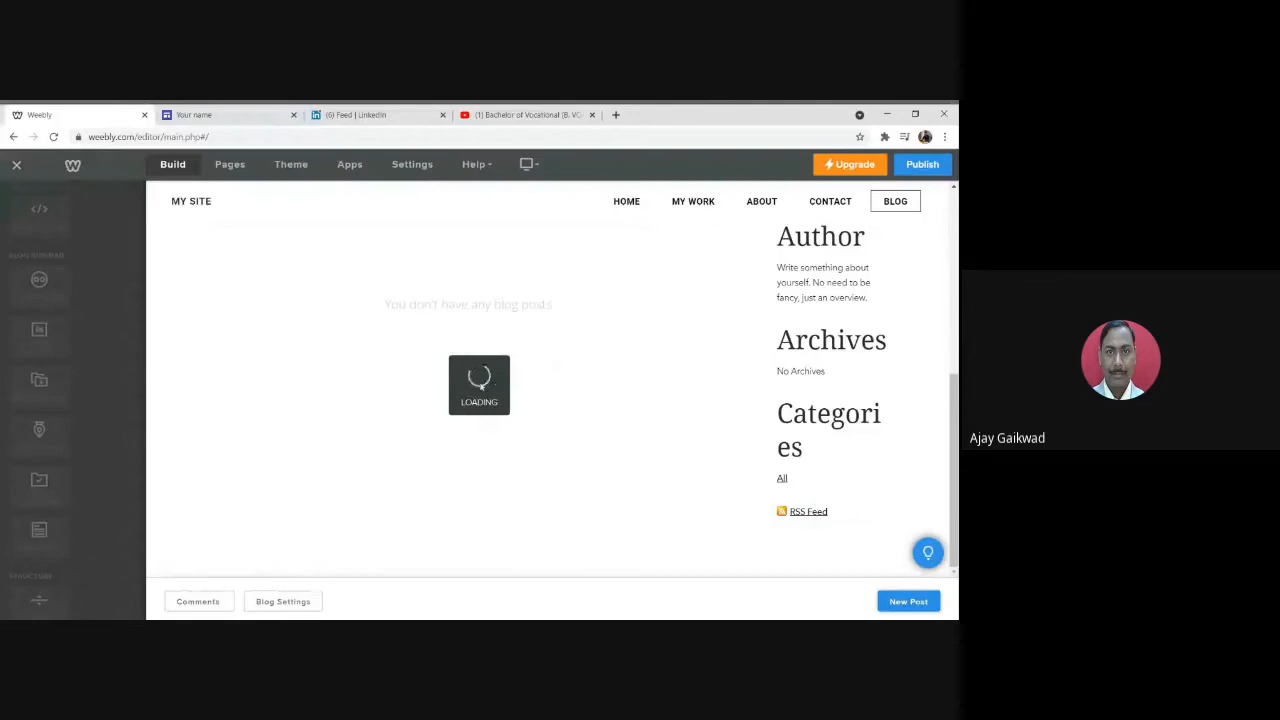 Weebly
Your name
(6) Feed | LinkedIn
(1) Bachelor of Vocational (B. VO
weebly.com/editor/main.php#/
Build
Pages
Theme
Apps
Settings
Help
Upgrade
Publish
MY SITE
HOME
MY WORK
ABOUT
CONTACT
BLOG
BLOG SIDEBAR
STRUCTURE
You don't have any blog posts
LOADING
Author
Write something about
yourself. No need to be
fancy, just an overview.
Archives
No Archives
Categori
es
All
RSS Feed
Comments
Blog Settings
New Post
Ajay Gaikwad